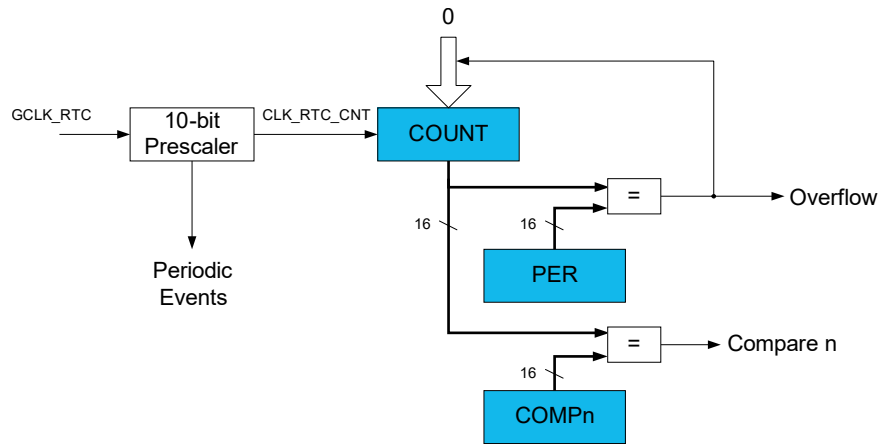 0
GCLK_RTC
10-bit
Prescaler
CLK_RTC_CNT
COUNT
=
Overflow
16
16
Periodic
Events
PER
=
Compare n
16
COMPn